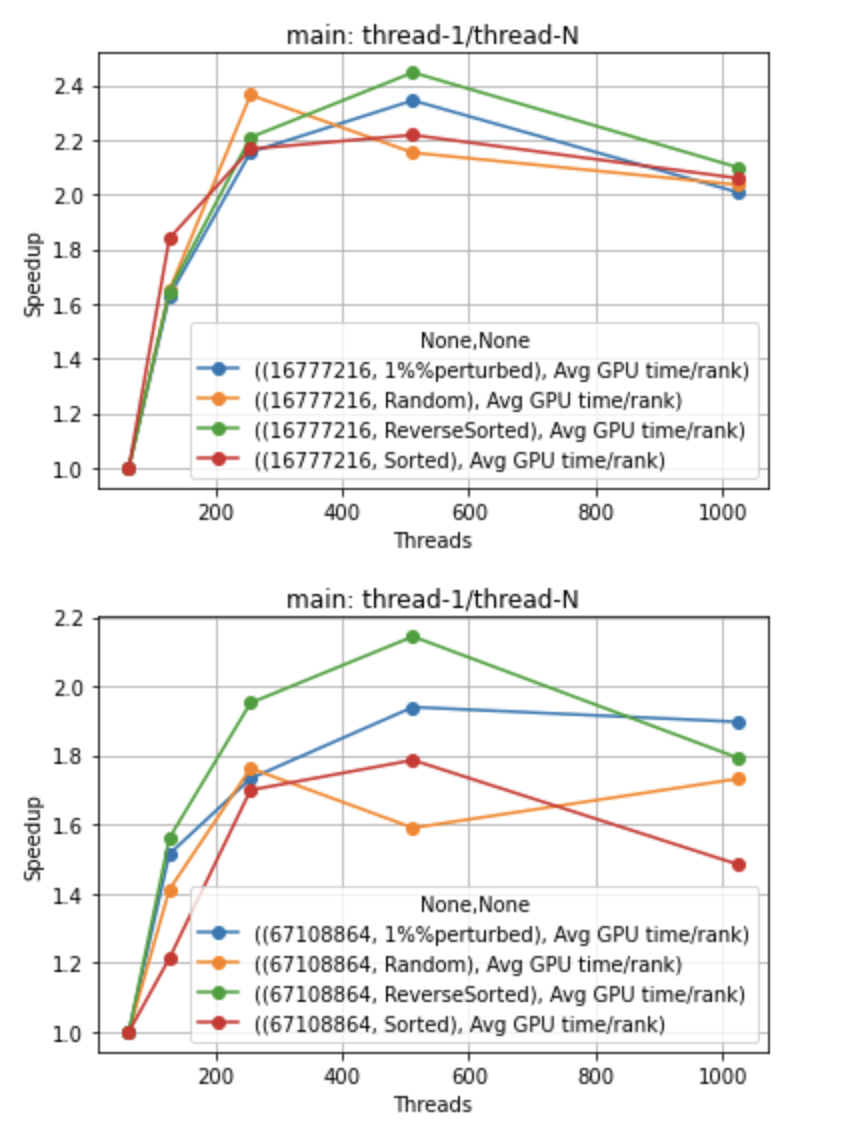 main: thread-1/thread-N
2.4
2.2
2.0
1.8
1.6
1.4
1.2
1.0
Speedup
None,None
((16777216, 1%%perturbed), Avg GPU time/rank)
((16777216, Random), Avg GPU time/rank)
((16777216, ReverseSorted), Avg GPU time/rank)
((16777216, Sorted), Avg GPU time/rank)
200 400 600 800 1000
Threads
main: thread-1/thread-N
2.2
2.0
1.8
1.6
1.4
1.2
1.0
Speedup
None,None
((67108864, 1%%perturbed), Avg GPU time/rank)
((67108864, Random), Avg GPU time/rank)
((67108864, ReverseSorted), Avg GPU time/rank)
((67108864, Sorted), Avg GPU time/rank)
200 400 600 800 1000
Threads